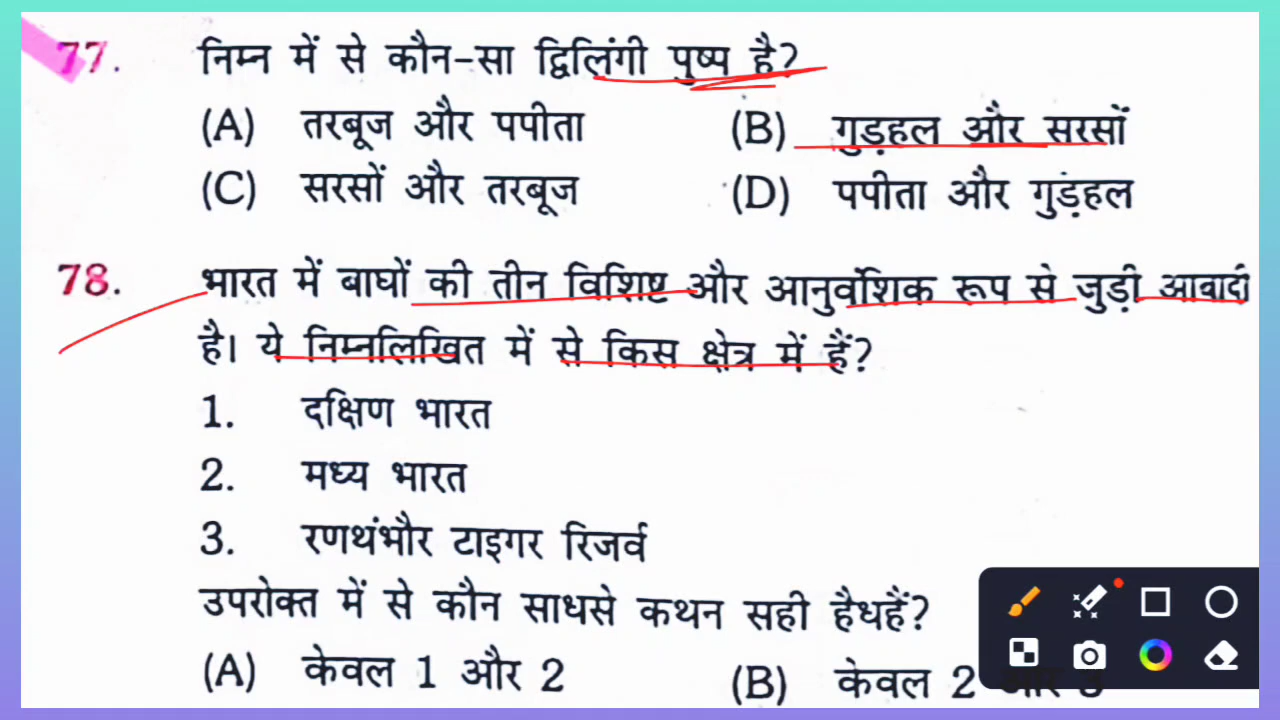 77. निम्न में से कौन-सा द्विलिंगी पुष्प है?
(A) तरबूज और पपीता (B) गुड़हल और सरसों
(C) सरसों और तरबूज (D) पपीता और गुड़हल
78. भारत में बाघों की तीन विशिष्ट और आनुवंशिक रूप से जुड़ी आबादी
है। ये निम्नलिखित में से किस क्षेत्र में हैं?
1. दक्षिण भारत
2. मध्य भारत
3. रणथंभौर टाइगर रिजर्व
उपरोक्त में से कौन साधसे कथन सही हैधहैं?
(A) केवल 1 और 2 (B) केवल 2